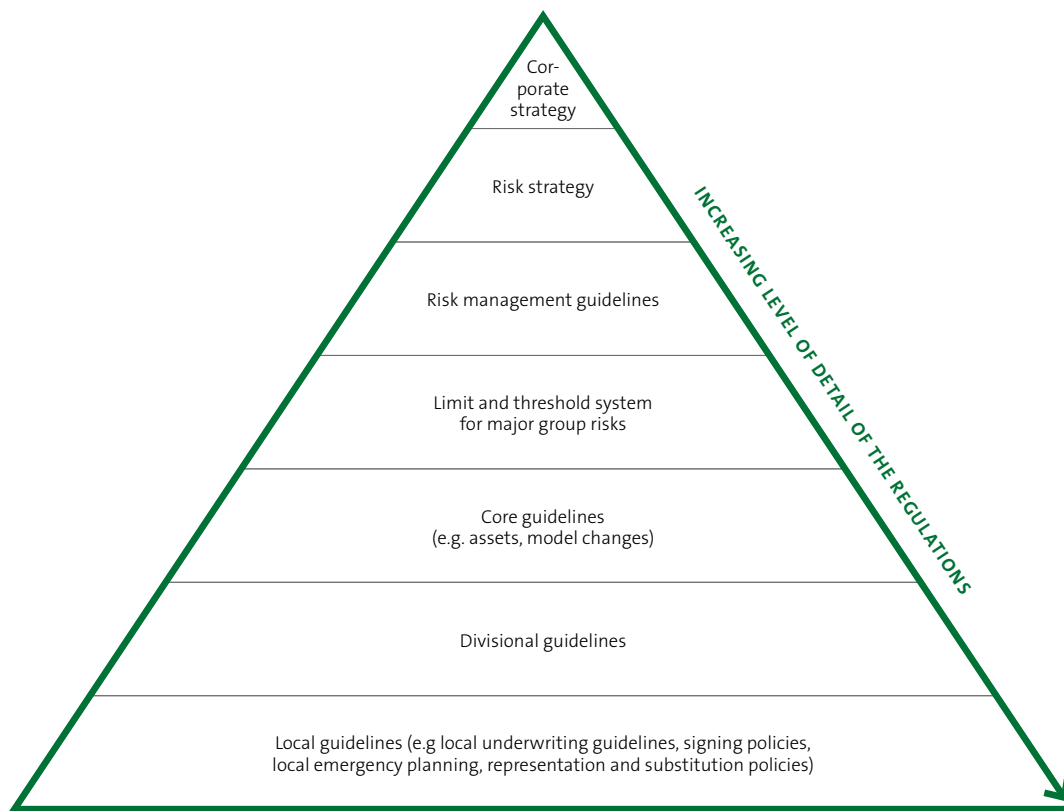 Cor-
porate
strategy
Risk strategy
INCREASING LEVEL OF DETAIL OF THE REGULATIONS
Risk management guidelines
Limit and threshold system
for major group risks
Core guidelines
(e.g. assets, model changes)
Divisional guidelines
Local guidelines (e.g local underwriting guidelines, signing policies,
local emergency planning, representation and substitution policies)